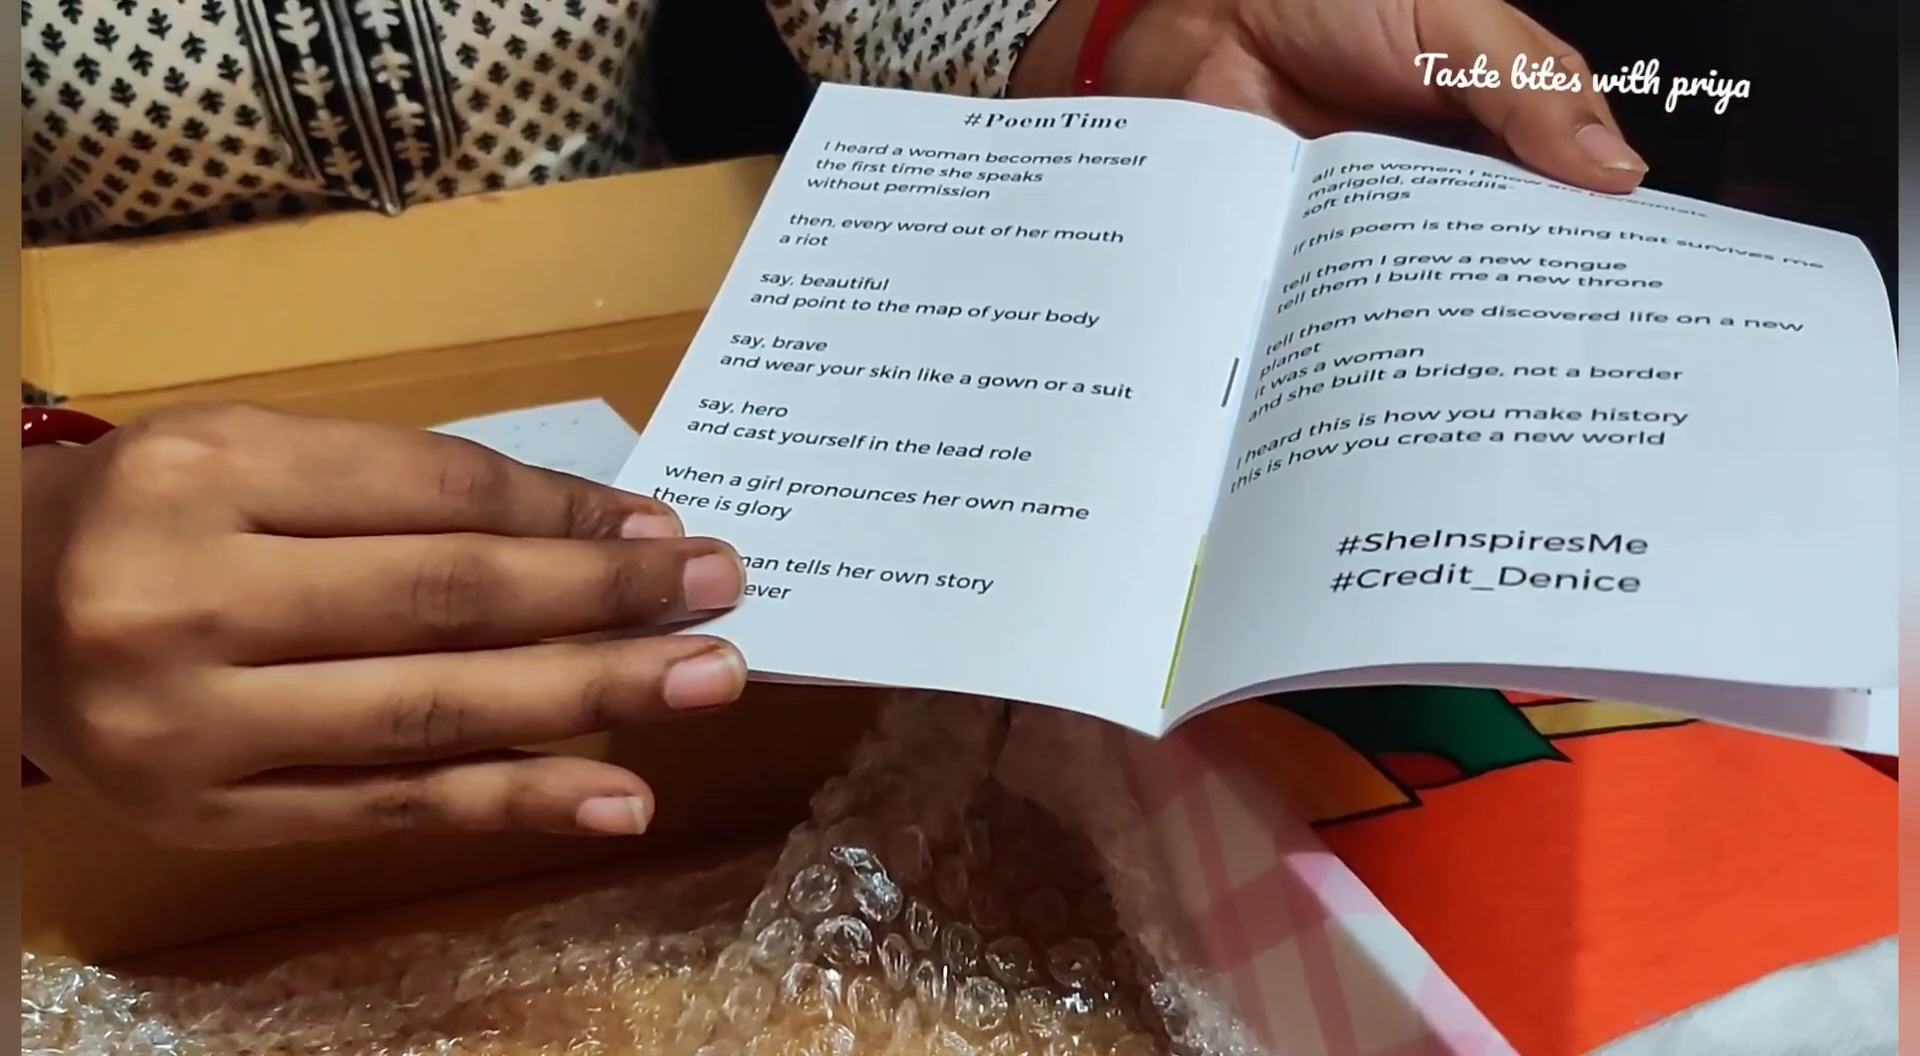 Taste bites with priya
#PoemTime
I heard a woman becomes herself
the first time she speaks
without permission
then, every word out of her mouth
a riot
say, beautiful
and point to the map of your body
say, brave
and wear your skin like a gown or a suit
say, hero
and cast yourself in the lead role
when a girl pronounces her own name
there is glory
tells her own story
ever
all the women I know
marigold, daffodils-
soft things
if this poem is the only thing that survives me
tell them I grew a new tongue
tell them I built me a new throne
tell them when we discovered life on a new
planet
it was a woman
and she built a bridge, not a border
I heard this is how you make history
this is how you create a new world
#SheInspiresMe
#Credit_Denice